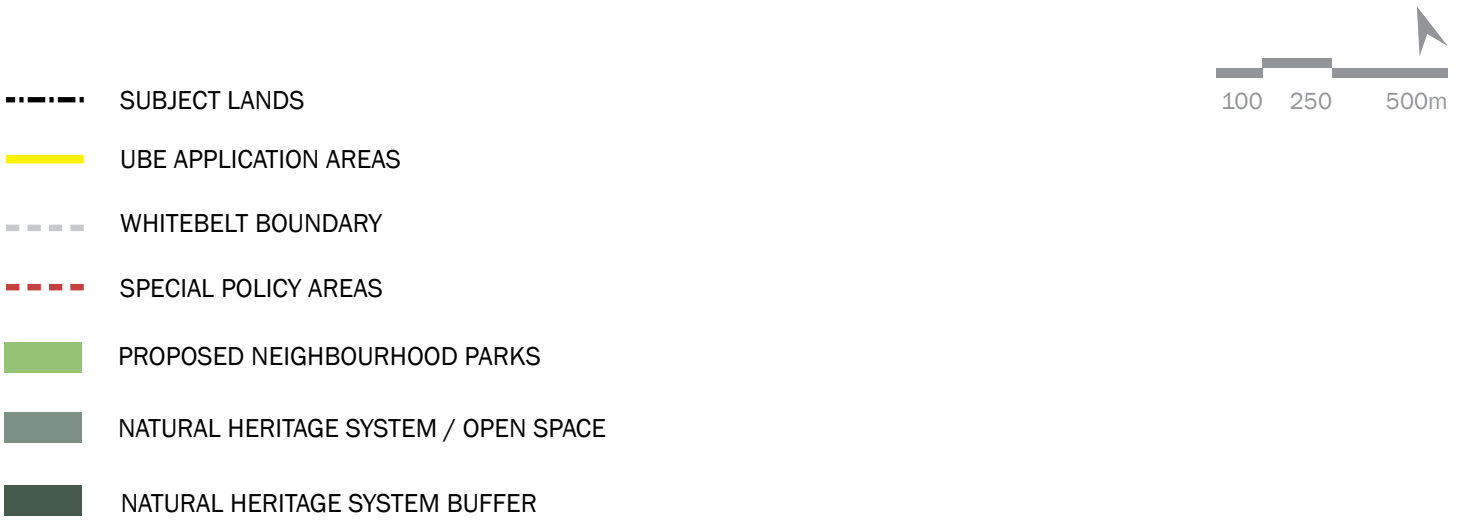 SUBJECT LANDS
UBE APPLICATION AREAS
WHITEBELT BOUNDARY
SPECIAL POLICY AREAS
PROPOSED NEIGHBOURHOOD PARKS
NATURAL HERITAGE SYSTEM / OPEN SPACE
NATURAL HERITAGE SYSTEM BUFFER
100 250 500m